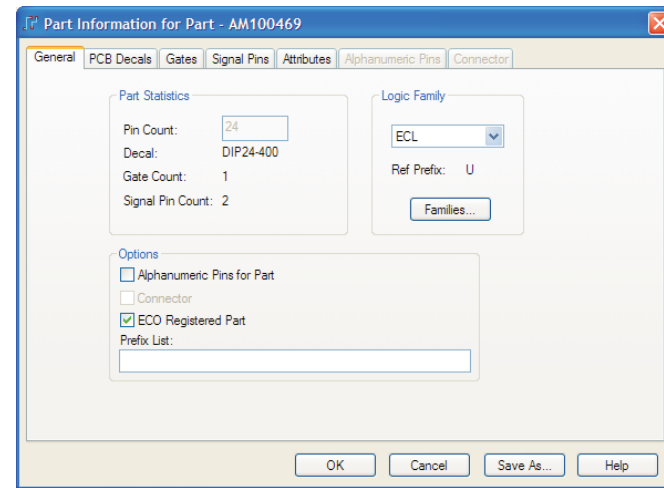 Part Information for Part - AM100469
General PCB Decals Gates Signal Pins Attributes Alphanumeric Pins Connector
Part Statistics
Pin Count: 24
Decal: DIP24-400
Gate Count: 1
Signal Pin Count: 2
Logic Family
ECL
Ref Prefix: U
Families...
Options
Alphanumeric Pins for Part
Connector
ECO Registered Part
Prefix List:
OK Cancel Save As... Help